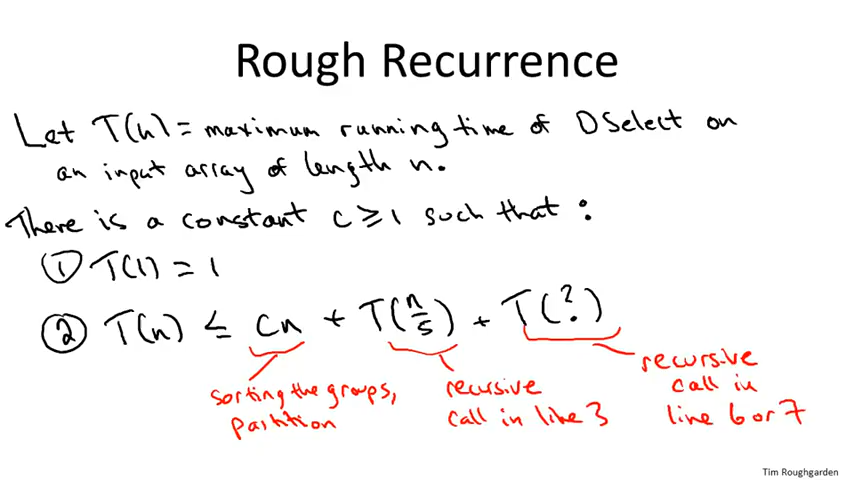 Rough Recurrence
Let T(n) = maximum running time of DSelect on
an input array of length n.
There is a constant c ≥ 1 such that :
① T(1) = 1
② T(n) ≤ cn + T(n/5) + T(?)
sorting the groups,
partition
recursive
call in line 3
recursive
call in
line 6 or 7
Tim Roughgarden